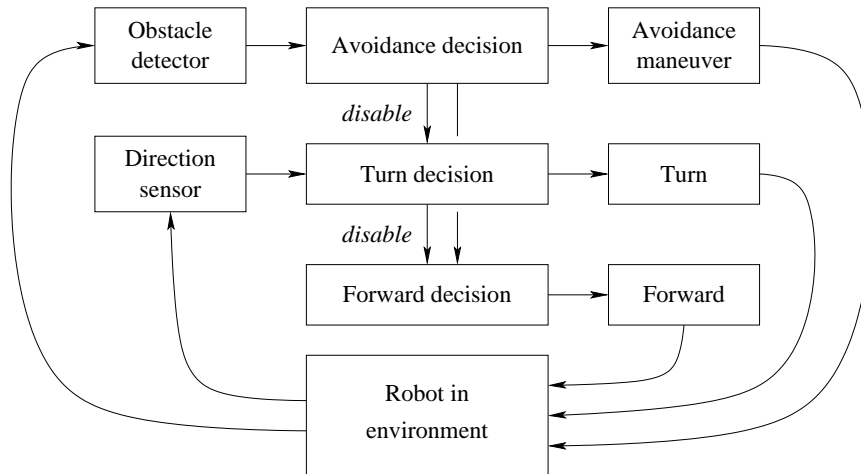 Obstacle
detector
Avoidance decision
Avoidance
maneuver
disable
Direction
sensor
Turn decision
Turn
disable
Forward decision
Forward
Robot in
environment